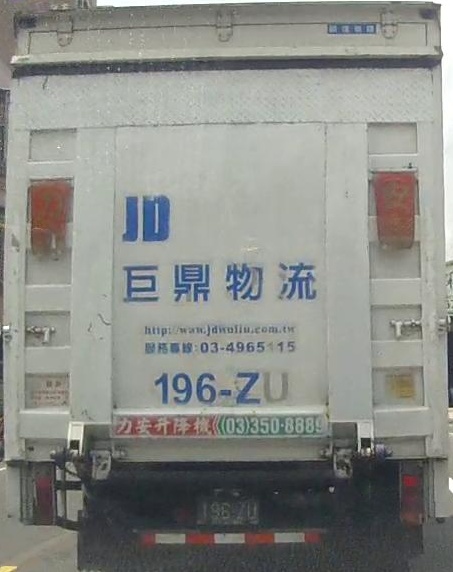 JD
巨鼎物流
http://www.jdwuliu.com.tw
服務專線:03-4965115
196-ZU
力安升降機 (03)350-8889
196-ZU